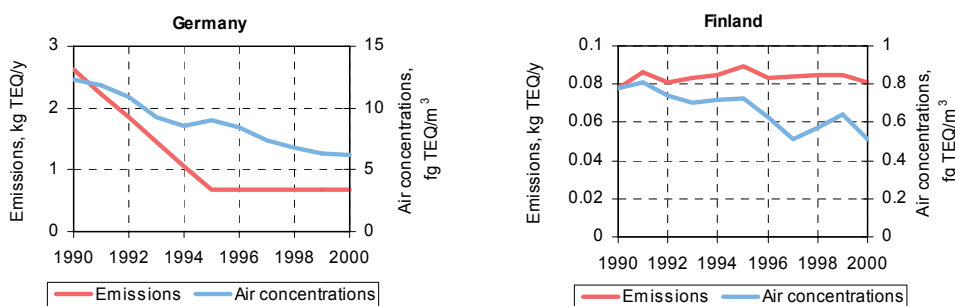 Germany
Emissions, kg TEQ/y
3
2
1
0
15
10
5
0
Air concentrations,
fg TEQ/m³
1990 1992 1994 1996 1998 2000
Emissions Air concentrations
Finland
Emissions, kg TEQ/y
0.1
0.08
0.06
0.04
0.02
0
1
0.8
0.6
0.4
0.2
0
Air concentrations,
fg TEQ/m³
1990 1992 1994 1996 1998 2000
Emissions Air concentrations